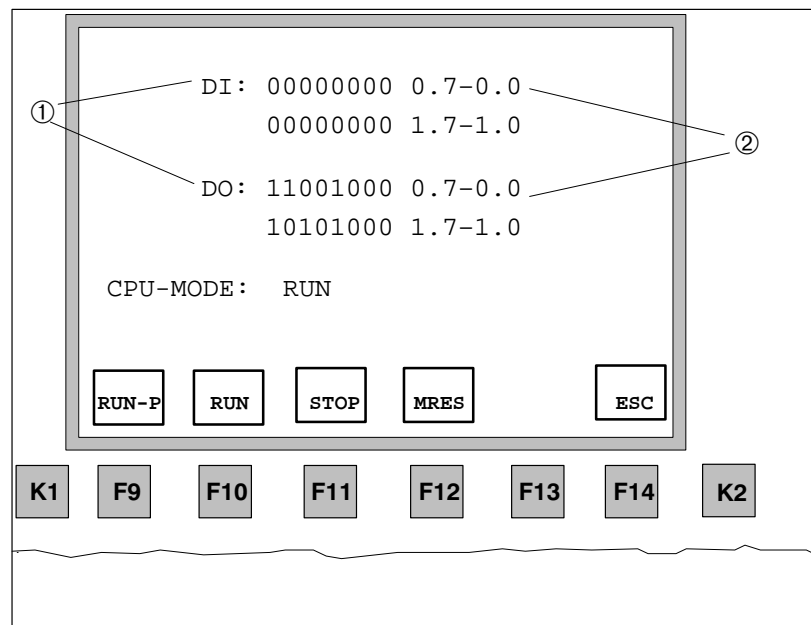 DI: 00000000 0.7–0.0
①
00000000 1.7–1.0
②
DO: 11001000 0.7–0.0
10101000 1.7–1.0
CPU-MODE: RUN
RUN-P RUN STOP MRES ESC
K1 F9 F10 F11 F12 F13 F14 K2